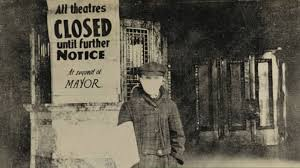 All theatres
CLOSED
until further
NOTICE
At request of
MAYOR